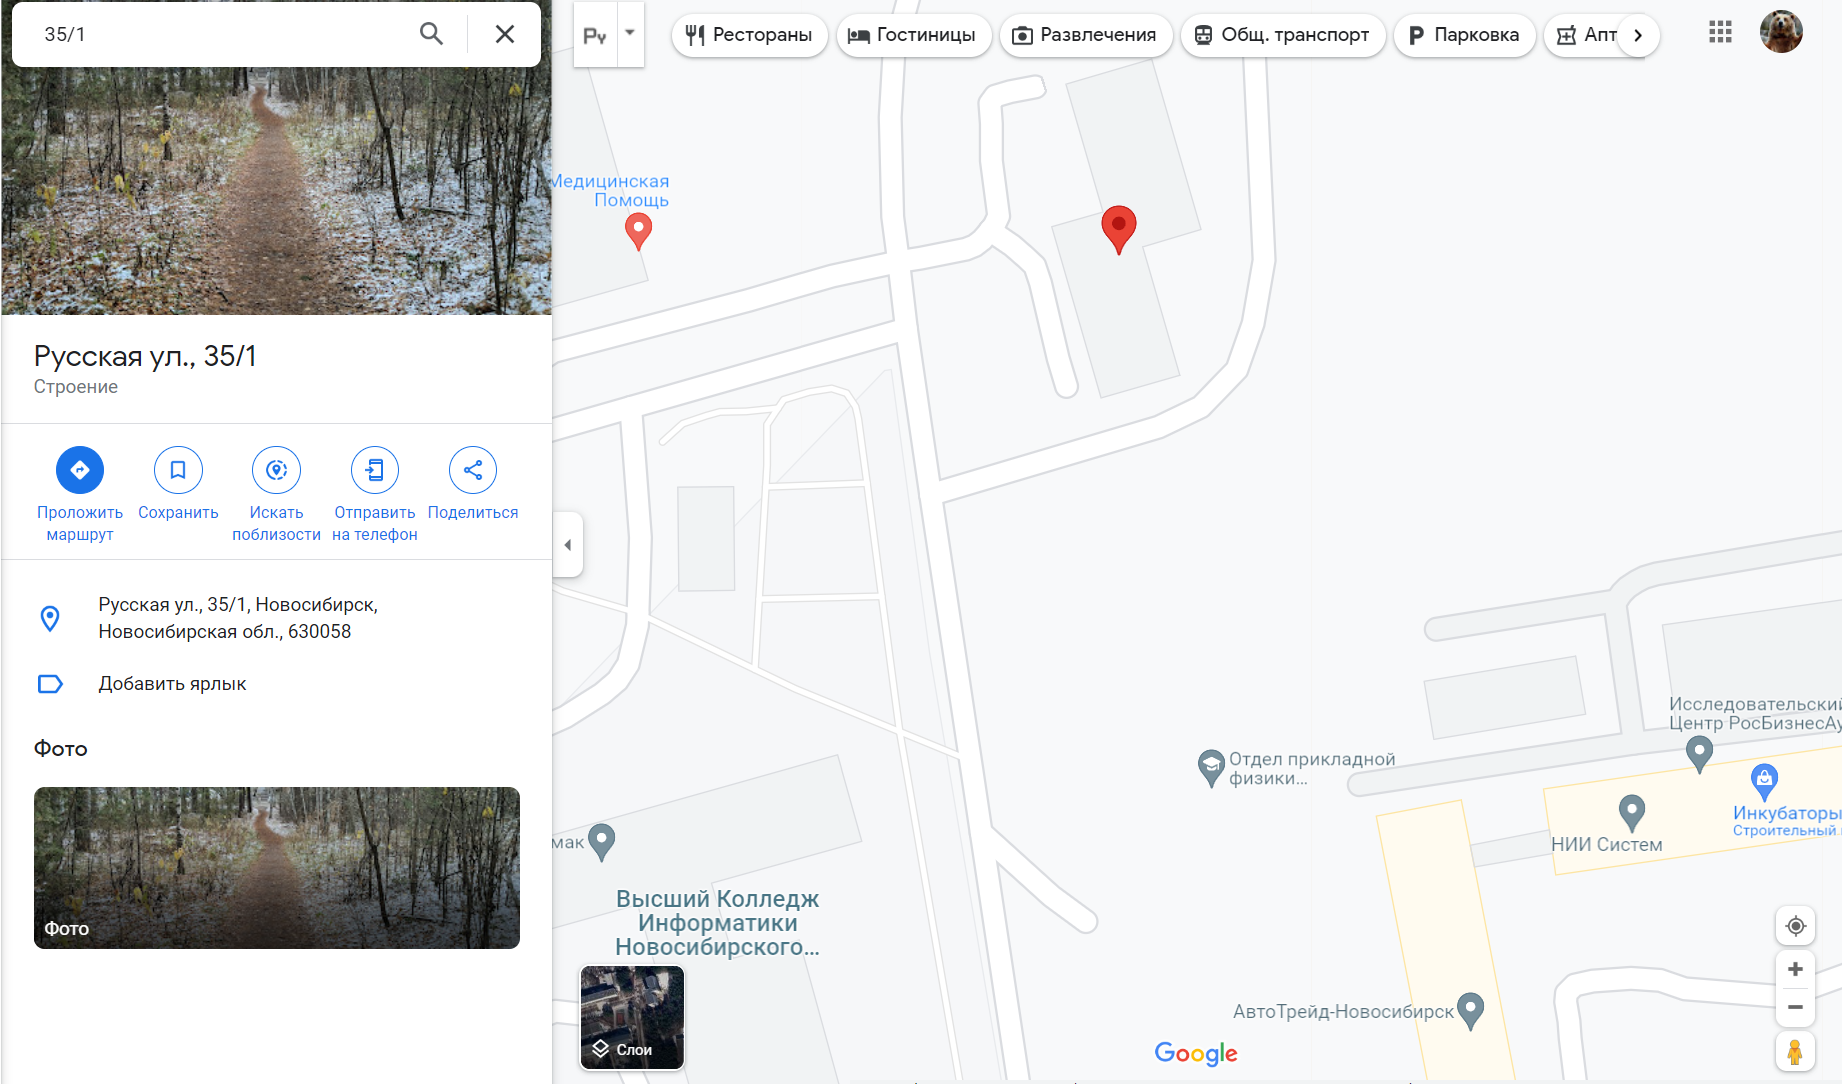 35/1
Ру
Рестораны
Гостиницы
Развлечения
Общ. транспорт
Парковка
Апт
Русская ул., 35/1
Строение
Проложить
маршрут
Сохранить
Искать
поблизости
Отправить
на телефон
Поделиться
Русская ул., 35/1, Новосибирск,
Новосибирская обл., 630058
Добавить ярлык
Фото
Фото
Медицинская
Помощь
Исследовательский
Центр РосБизнесАу
Отдел прикладной
физики...
Инкубаторы
Строительный
НИИ Систем
мак
Высший Колледж
Информатики
Новосибирского...
АвтоТрейд-Новосибирск
Слои
Google